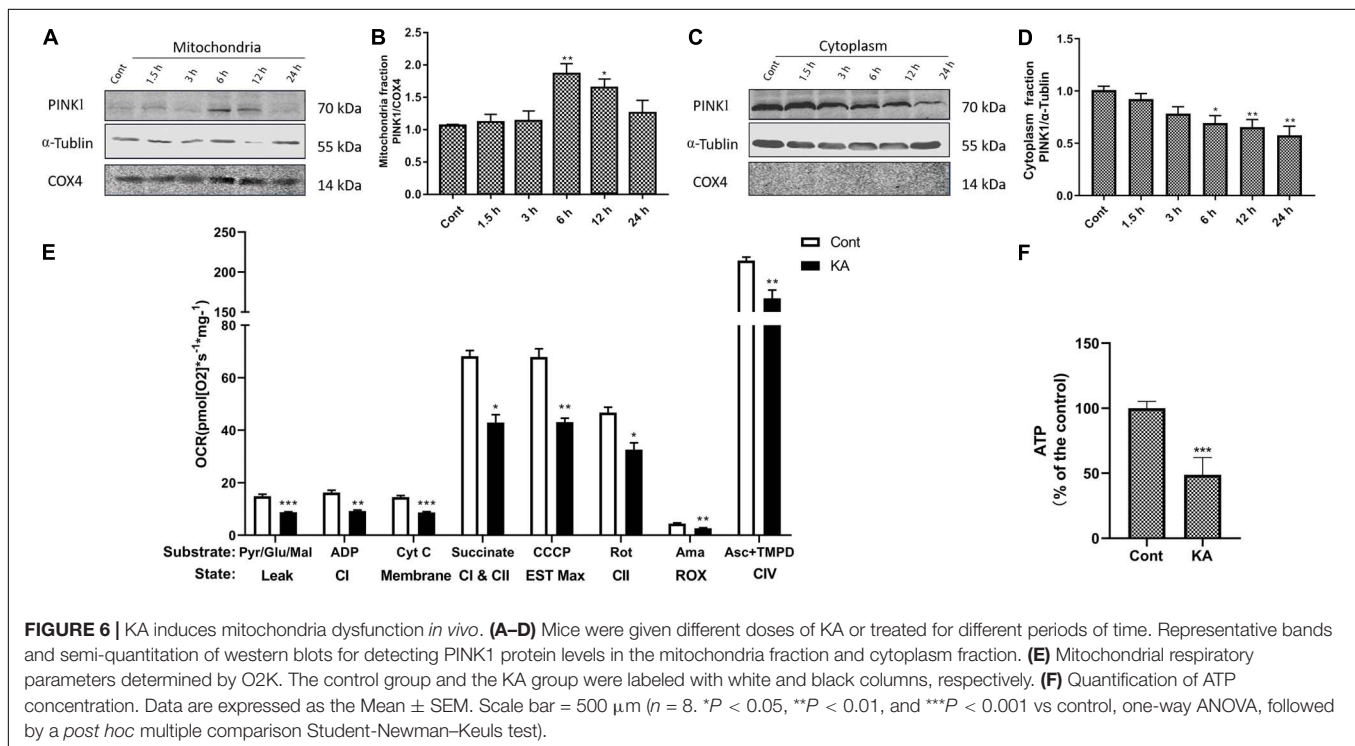 A
Mitochondria
Cont 1.5 h 3 h 6 h 12 h 24 h
PINK1 70 kDa
α-Tublin 55 kDa
COX4 14 kDa
B
Mitochondria fraction
PINK1/COX4
2.5
2.0
1.5
1.0
0.5
0.0
** *
Cont 1.5 h 3 h 6 h 12 h 24 h
C
Cytoplasm
Cont 1.5 h 3 h 6 h 12 h 24 h
PINK1 70 kDa
α-Tublin 55 kDa
COX4 14 kDa
D
Cytoplasm fraction
PINK1/α-Tublin
1.5
1.0
0.5
0.0
* ** **
Cont 1.5 h 3 h 6 h 12 h 24 h
E
OCR(pmol[O2]*s-1*mg-1)
250
200
150
80
60
40
20
0
Cont
KA
*** ** *** * ** * ** **
Substrate: Pyr/Glu/Mal ADP Cyt C Succinate CCCP Rot Ama Asc+TMPD
State: Leak CI Membrane CI & CII EST Max CII ROX CIV
F
ATP
(% of the control)
150
100
50
0
***
Cont KA
FIGURE 6 | KA induces mitochondria dysfunction in vivo. (A–D) Mice were given different doses of KA or treated for different periods of time. Representative bands
and semi-quantitation of western blots for detecting PINK1 protein levels in the mitochondria fraction and cytoplasm fraction. (E) Mitochondrial respiratory
parameters determined by O2K. The control group and the KA group were labeled with white and black columns, respectively. (F) Quantification of ATP
concentration. Data are expressed as the Mean ± SEM. Scale bar = 500 μm (n = 8. *P < 0.05, **P < 0.01, and ***P < 0.001 vs control, one-way ANOVA, followed
by a post hoc multiple comparison Student-Newman–Keuls test).